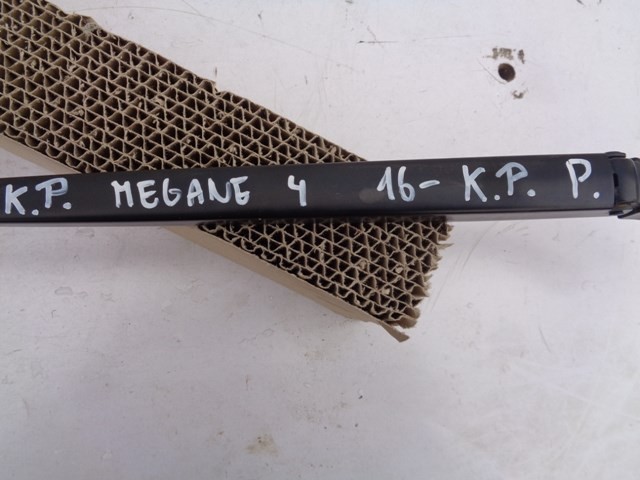 K.P. MEGANE 4 16- K.P. P.